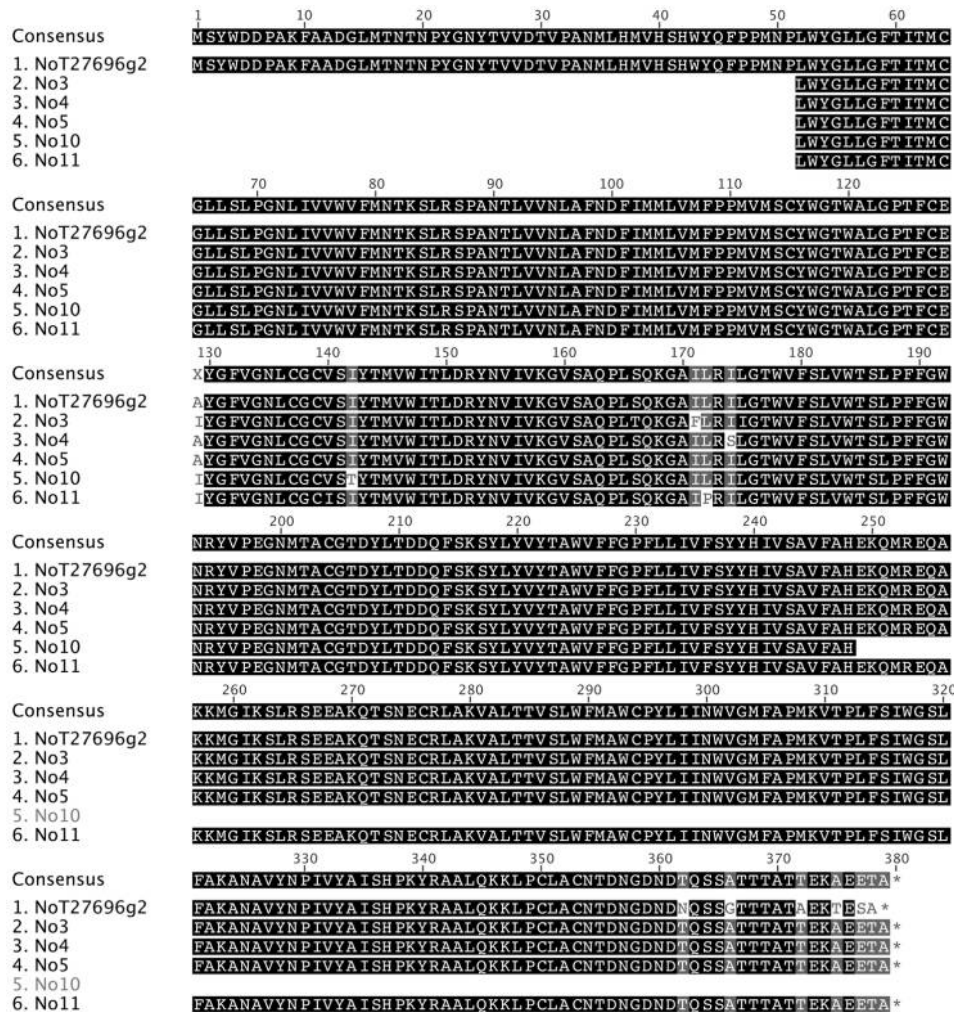 1 10 20 30 40 50 60
Consensus MSYWDDPAKFAADGLMTNTNPYGNYTVVDTVPANMLHMVHSHWYQFPPMNPLWYGLLGFTITMC
1. NoT27696g2 MSYWDDPAKFAADGLMTNTNPYGNYTVVDTVPANMLHMVHSHWYQFPPMNPLWYGLLGFTITMC
2. No3 LWYGLLGFTITMC
3. No4 LWYGLLGFTITMC
4. No5 LWYGLLGFTITMC
5. No10 LWYGLLGFTITMC
6. No11 LWYGLLGFTITMC
70 80 90 100 110 120
Consensus GLLSLPGNLIVVWVFMNTKSLRSPANTLVVNLAFNDFIMMLVMFPPMVMSCYWGTWALGPTFCE
1. NoT27696g2 GLLSLPGNLIVVWVFMNTKSLRSPANTLVVNLAFNDFIMMLVMFPPMVMSCYWGTWALGPTFCE
2. No3 GLLSLPGNLIVVWVFMNTKSLRSPANTLVVNLAFNDFIMMLVMFPPMVMSCYWGTWALGPTFCE
3. No4 GLLSLPGNLIVVWVFMNTKSLRSPANTLVVNLAFNDFIMMLVMFPPMVMSCYWGTWALGPTFCE
4. No5 GLLSLPGNLIVVWVFMNTKSLRSPANTLVVNLAFNDFIMMLVMFPPMVMSCYWGTWALGPTFCE
5. No10 GLLSLPGNLIVVWVFMNTKSLRSPANTLVVNLAFNDFIMMLVMFPPMVMSCYWGTWALGPTFCE
6. No11 GLLSLPGNLIVVWVFMNTKSLRSPANTLVVNLAFNDFIMMLVMFPPMVMSCYWGTWALGPTFCE
130 140 150 160 170 180 190
Consensus XYGFVGNLCGCVSIYTMVWITLDRYNVIVKGVSAQPLSQKGAILRILGTWVFSLVWTSLPFFGW
1. NoT27696g2 AYGFVGNLCGCVSIYTMVWITLDRYNVIVKGVSAQPLSQKGAILRILGTWVFSLVWTSLPFFGW
2. No3 IYGFVGNLCGCVSIYTMVWITLDRYNVIVKGVSAQPLTQKGAFLRIIGTWVFSLVWTSLPFFGW
3. No4 AYGFVGNLCGCVSIYTMVWITLDRYNVIVKGVSAQPLSQKGAILRSLGTWVFSLVWTSLPFFGW
4. No5 AYGFVGNLCGCVSIYTMVWITLDRYNVIVKGVSAQPLSQKGAILRILGTWVFSLVWTSLPFFGW
5. No10 IYGFVGNLCGCVSTYTMVWITLDRYNVIVKGVSAQPLSQKGAILRILGTWVFSLVWTSLPFFGW
6. No11 IYGFVGNLCGCISIYTMVWITLDRYNVIVKGVSAQPLSQKGAIPRILGTWVFSLVWTSLPFFGW
200 210 220 230 240 250
Consensus NRYVPEGNMTACGTDYLTDDQFSKSYLYVYTAWVFFGPFLLIVFSYYHIVSAVFAHEKQMREQA
1. NoT27696g2 NRYVPEGNMTACGTDYLTDDQFSKSYLYVYTAWVFFGPFLLIVFSYYHIVSAVFAHEKQMREQA
2. No3 NRYVPEGNMTACGTDYLTDDQFSKSYLYVYTAWVFFGPFLLIVFSYYHIVSAVFAHEKQMREQA
3. No4 NRYVPEGNMTACGTDYLTDDQFSKSYLYVYTAWVFFGPFLLIVFSYYHIVSAVFAHEKQMREQA
4. No5 NRYVPEGNMTACGTDYLTDDQFSKSYLYVYTAWVFFGPFLLIVFSYYHIVSAVFAHEKQMREQA
5. No10 NRYVPEGNMTACGTDYLTDDQFSKSYLYVYTAWVFFGPFLLIVFSYYHIVSAVFAH
6. No11 NRYVPEGNMTACGTDYLTDDQFSKSYLYVYTAWVFFGPFLLIVFSYYHIVSAVFAHEKQMREQA
260 270 280 290 300 310 320
Consensus KKMGIKSLRSEEAKQTSNECRLAKVALTTVSLWFMAWCPYLIINWVGMFAPMKVTPLFSIWGSL
1. NoT27696g2 KKMGIKSLRSEEAKQTSNECRLAKVALTTVSLWFMAWCPYLIINWVGMFAPMKVTPLFSIWGSL
2. No3 KKMGIKSLRSEEAKQTSNECRLAKVALTTVSLWFMAWCPYLIINWVGMFAPMKVTPLFSIWGSL
3. No4 KKMGIKSLRSEEAKQTSNECRLAKVALTTVSLWFMAWCPYLIINWVGMFAPMKVTPLFSIWGSL
4. No5 KKMGIKSLRSEEAKQTSNECRLAKVALTTVSLWFMAWCPYLIINWVGMFAPMKVTPLFSIWGSL
5. No10
6. No11 KKMGIKSLRSEEAKQTSNECRLAKVALTTVSLWFMAWCPYLIINWVGMFAPMKVTPLFSIWGSL
330 340 350 360 370 380
Consensus FAKANAVYNPIVYAISHPKYRAALQKKLPCLACNTDNGDNDTQSSATTTATTEKAEETA*
1. NoT27696g2 FAKANAVYNPIVYAISHPKYRAALQKKLPCLACNTDNGDNDNQSSGTTTATAEKTESA*
2. No3 FAKANAVYNPIVYAISHPKYRAALQKKLPCLACNTDNGDNDTQSSATTTATTEKAEETA*
3. No4 FAKANAVYNPIVYAISHPKYRAALQKKLPCLACNTDNGDNDTQSSATTTATTEKAEETA*
4. No5 FAKANAVYNPIVYAISHPKYRAALQKKLPCLACNTDNGDNDTQSSATTTATTEKAEETA*
5. No10
6. No11 FAKANAVYNPIVYAISHPKYRAALQKKLPCLACNTDNGDNDTQSSATTTATTEKAEETA*